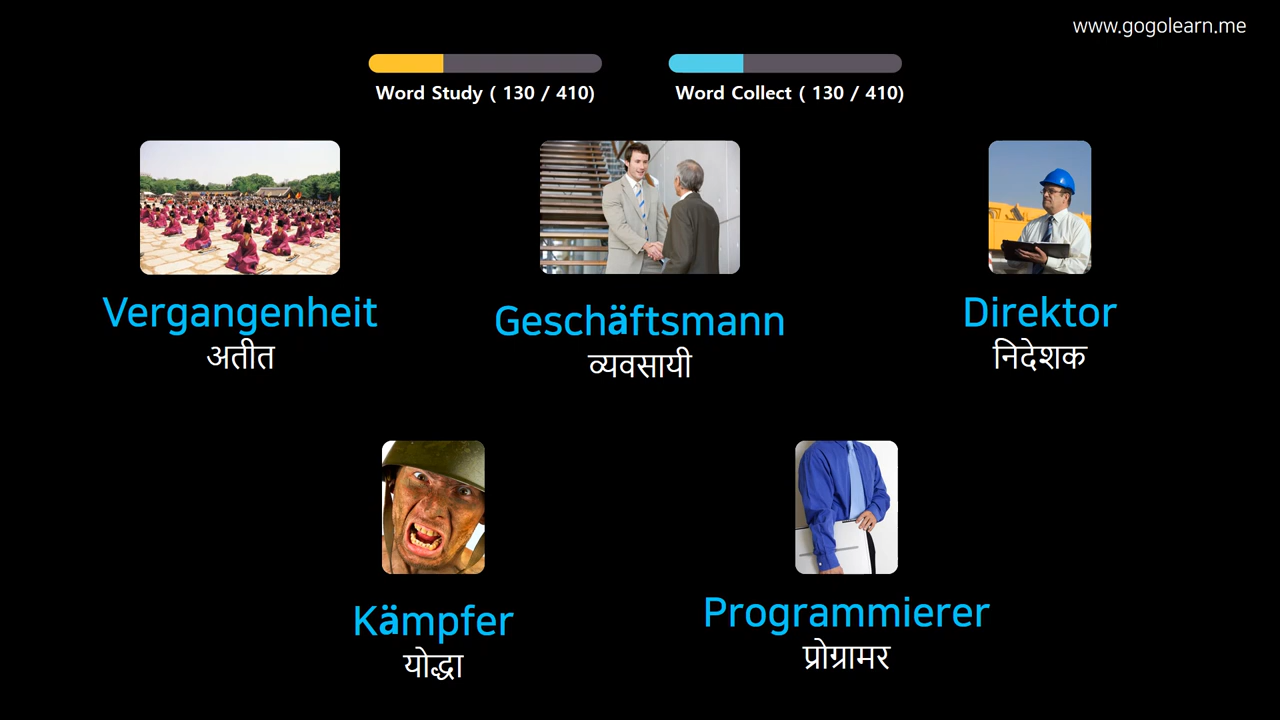 www.gogolearn.me
Word Study ( 130 / 410)
Word Collect ( 130 / 410)
Vergangenheit
अतीत
Geschäftsmann
व्यवसायी
Direktor
निदेशक
Kämpfer
योद्धा
Programmierer
प्रोग्रामर